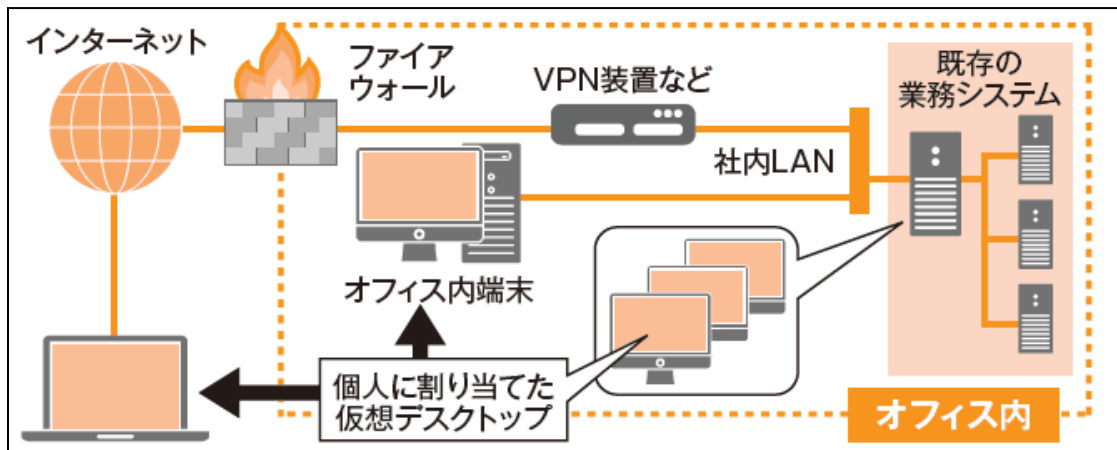 インターネット
ファイア
ウォール
VPN装置など
既存の
業務システム
社内LAN
オフィス内端末
個人に割り当てた
仮想デスクトップ
オフィス内